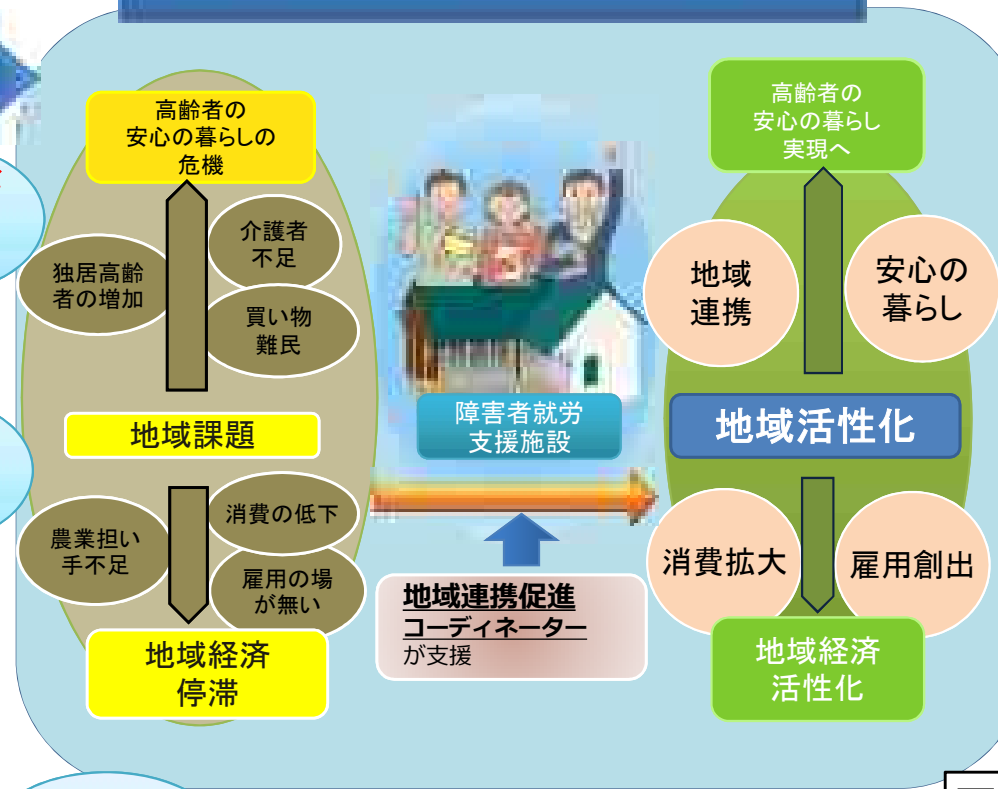 高齢者の
安心の暮らしの
危機
独居高齢
者の増加
介護者
不足
買い物
難民
地域課題
農業担い
手不足
消費の低下
雇用の場
が無い
地域経済
停滞
障害者就労
支援施設
地域連携促進
コーディネーター
が支援
高齢者の
安心の暮らし
実現へ
地域
連携
安心の
暮らし
地域活性化
消費拡大
雇用創出
地域経済
活性化